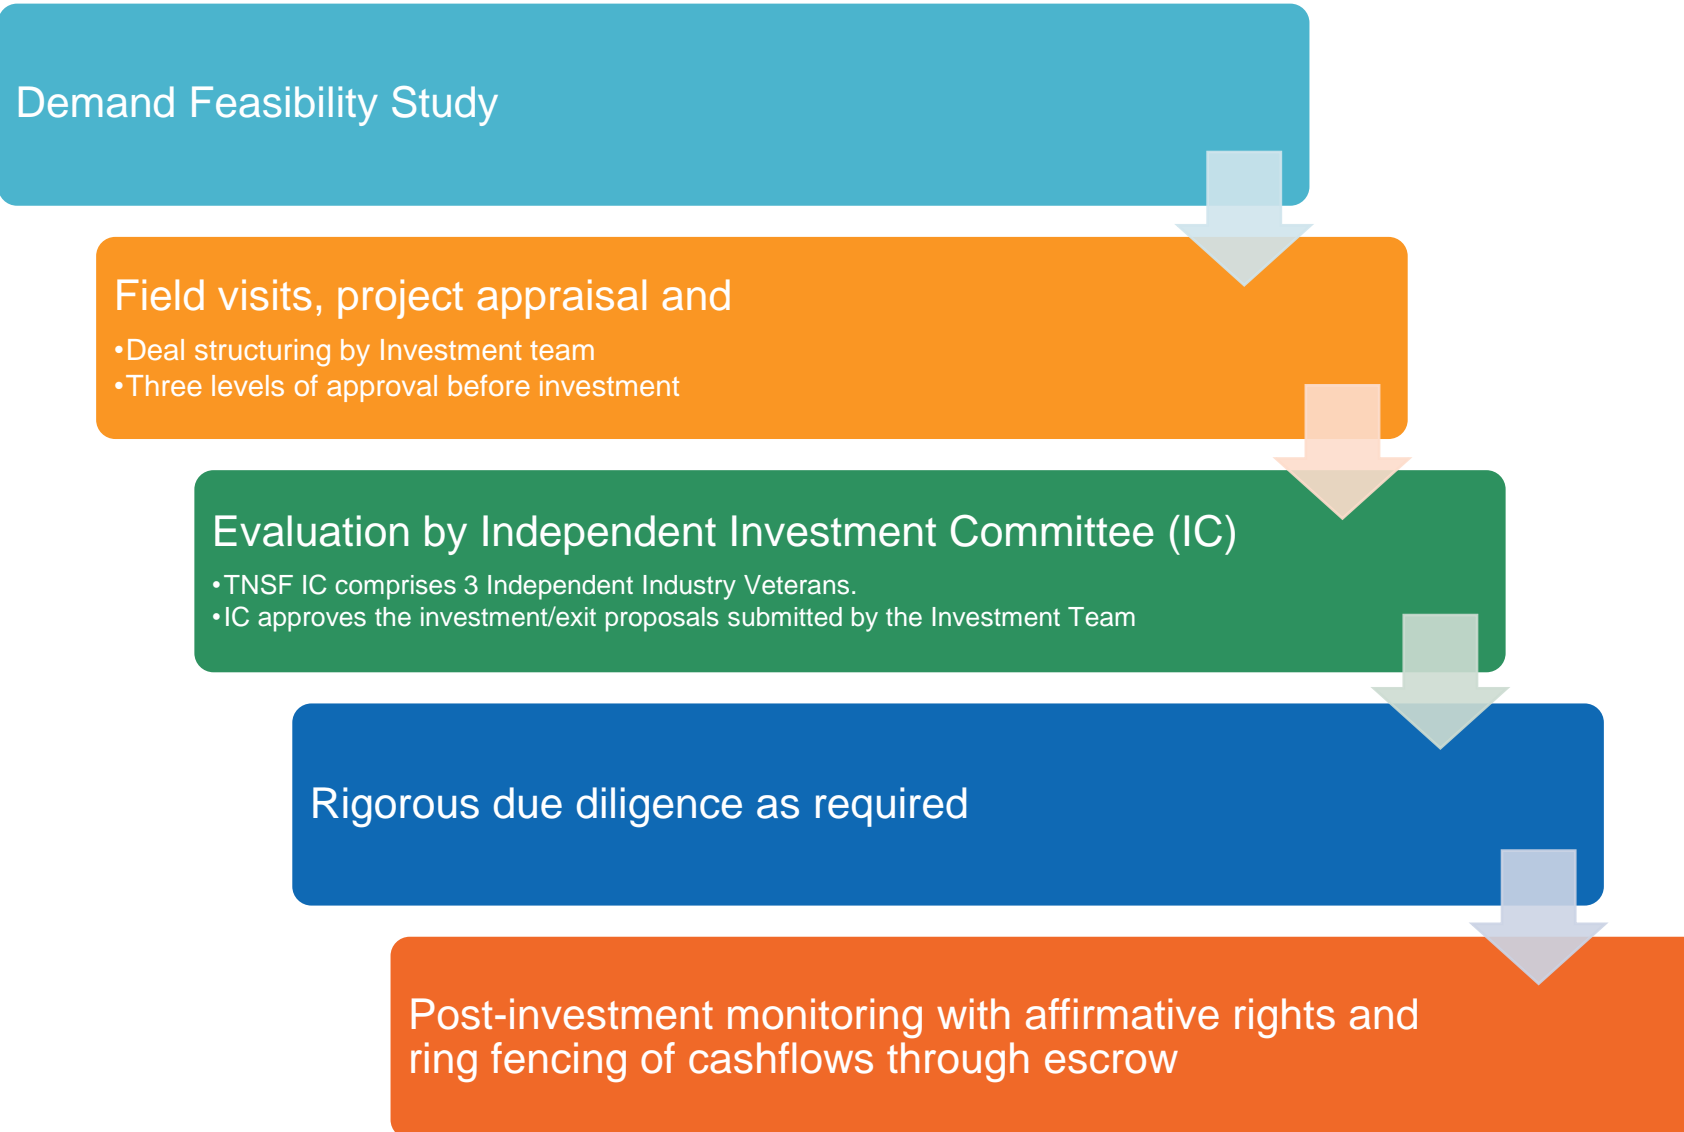 Demand Feasibility Study
Field visits, project appraisal and
•Deal structuring by Investment team
•Three levels of approval before investment
Evaluation by Independent Investment Committee (IC)
•TNSF IC comprises 3 Independent Industry Veterans.
•IC approves the investment/exit proposals submitted by the Investment Team
Rigorous due diligence as required
Post-investment monitoring with affirmative rights and
ring fencing of cashflows through escrow